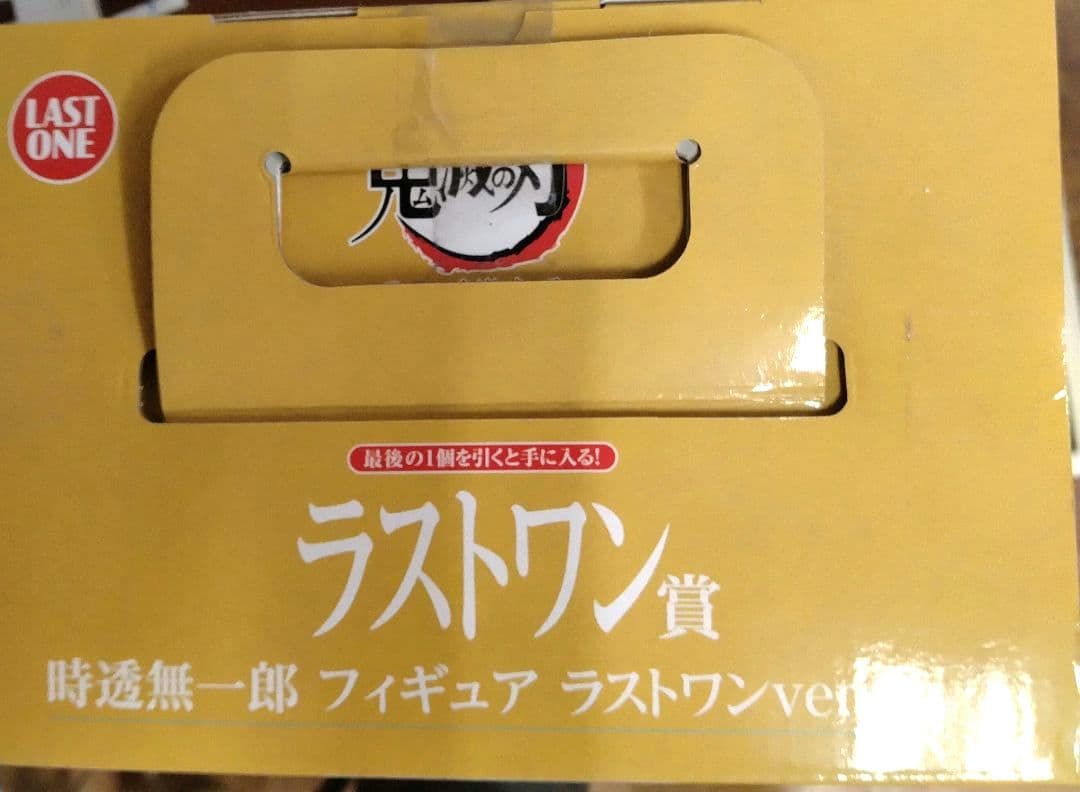 LAST
ONE
鬼滅の刃
最後の1個を引くと手に入る!
ラストワン賞
時透無一郎 フィギュア ラストワンver